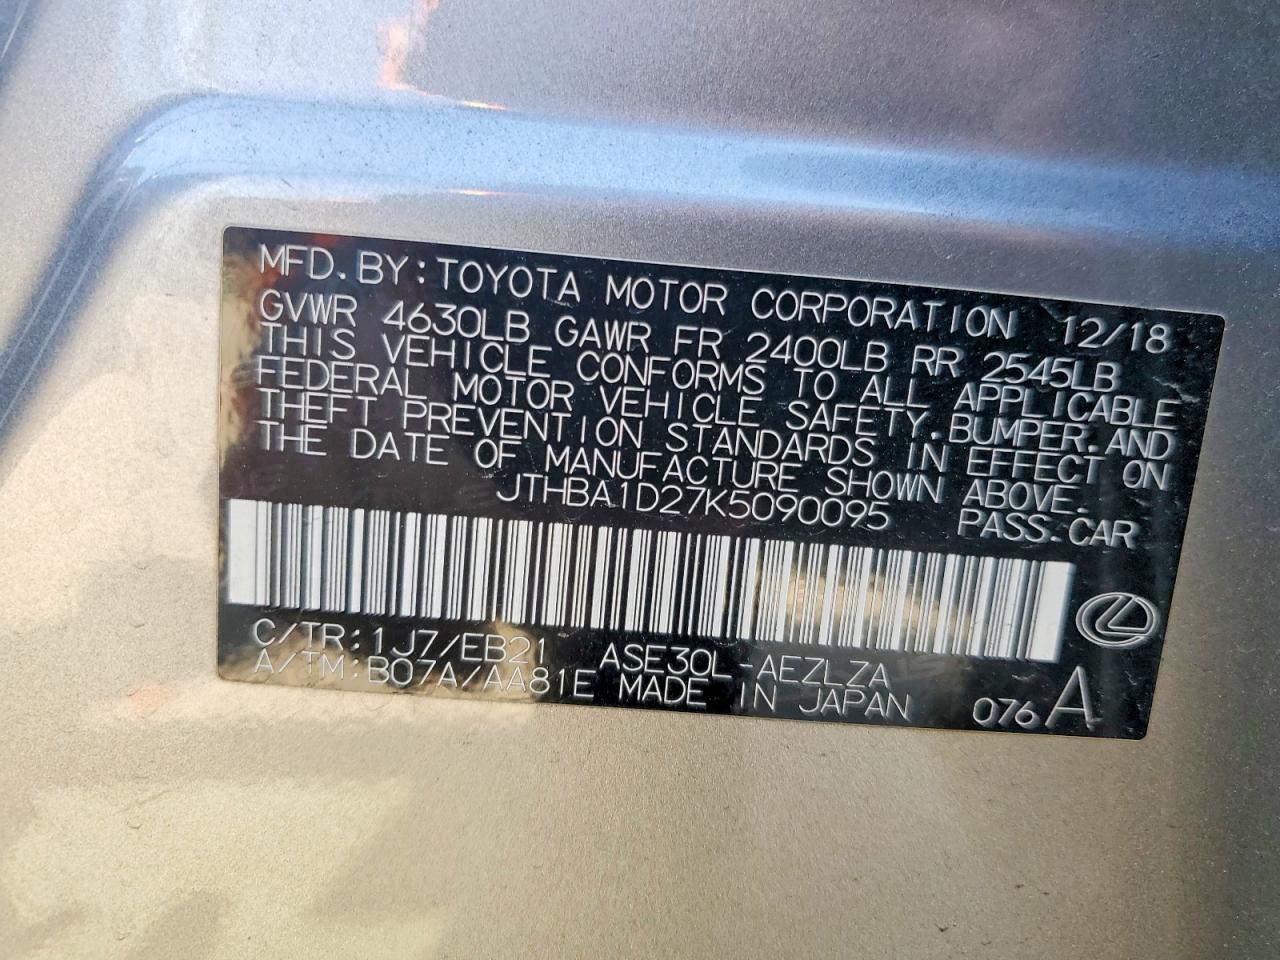 MFD. BY: TOYOTA MOTOR CORPORATION 12/18
GVWR 4630LB GAWR FR 2400LB RR 2545LB
THIS VEHICLE CONFORMS TO ALL APPLICABLE
FEDERAL MOTOR VEHICLE SAFETY, BUMPER, AND
THEFT PREVENTION STANDARDS IN EFFECT ON
THE DATE OF MANUFACTURE SHOWN ABOVE.
JTHBA1D27K5090095 PASS. CAR
C/TR: 1J7/EB21 ASE30L-AEZLZA
A/TM: B07A/AA81E MADE IN JAPAN 076 A